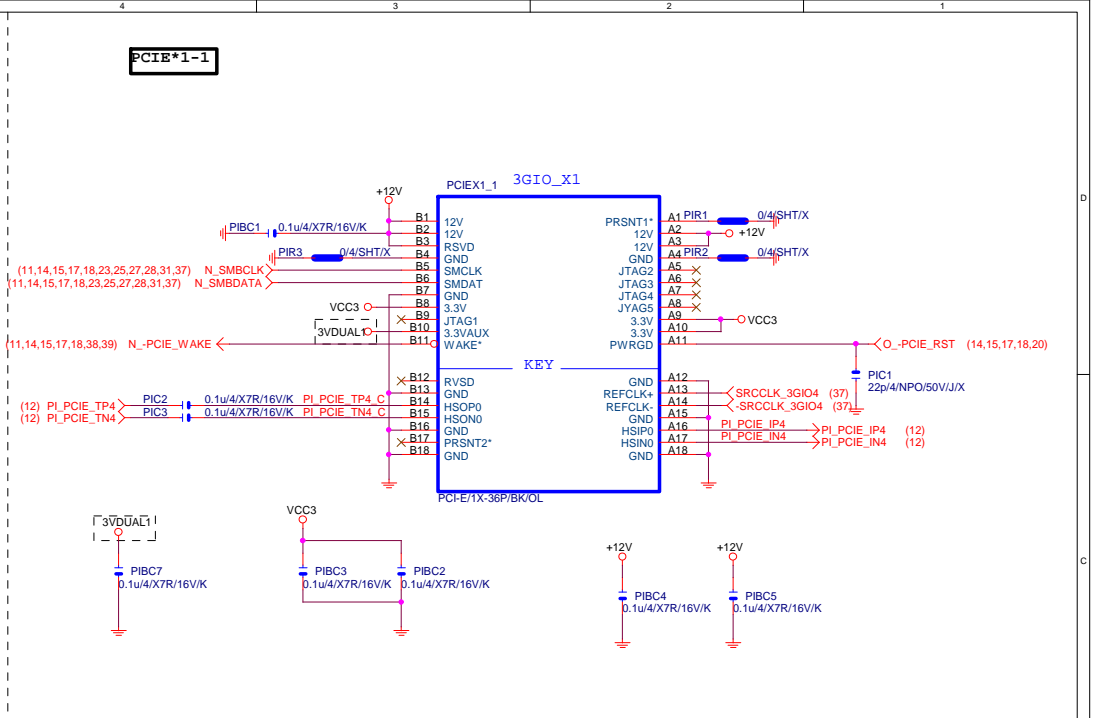 4 3 2 1
PCIE*1-1
D
C
PCIEX1_1 3GIO_X1
+12V
PIBC1 0.1u/4/X7R/16V/K
PIR3 0/4/SHT/X
(11,14,15,17,18,23,25,27,28,31,37) N_SMBCLK
(11,14,15,17,18,23,25,27,28,31,37) N_SMBDATA
VCC3
3VDUAL1
(11,14,15,17,18,38,39) N_-PCIE_WAKE
(12) PI_PCIE_TP4 PIC2 0.1u/4/X7R/16V/K PI_PCIE_TP4_C
(12) PI_PCIE_TN4 PIC3 0.1u/4/X7R/16V/K PI_PCIE_TN4_C
B1 12V
B2 12V
B3 RSVD
B4 GND
B5 SMCLK
B6 SMDAT
B7 GND
B8 3.3V
B9 JTAG1
B10 3.3VAUX
B11 WAKE*
KEY
B12 RVSD
B13 GND
B14 HSOP0
B15 HSON0
B16 GND
B17 PRSNT2*
B18 GND
PRSNT1* A1 PIR1 0/4/SHT/X
12V A2 +12V
12V A3
GND A4 PIR2 0/4/SHT/X
JTAG2 A5
JTAG3 A6
JTAG4 A7
JYAG5 A8
3.3V A9 VCC3
3.3V A10
PWRGD A11 O_-PCIE_RST (14,15,17,18,20)
PIC1
22p/4/NPO/50V/J/X
GND A12
REFCLK+ A13 SRCCLK_3GIO4 (37)
REFCLK- A14 -SRCCLK_3GIO4 (37)
GND A15
HSIP0 A16 PI_PCIE_IP4 PI_PCIE_IP4 (12)
HSIN0 A17 PI_PCIE_IN4 PI_PCIE_IN4 (12)
GND A18
PCI-E/1X-36P/BK/OL
3VDUAL1
PIBC7
0.1u/4/X7R/16V/K
VCC3
PIBC3
0.1u/4/X7R/16V/K
PIBC2
0.1u/4/X7R/16V/K
+12V
PIBC4
0.1u/4/X7R/16V/K
+12V
PIBC5
0.1u/4/X7R/16V/K